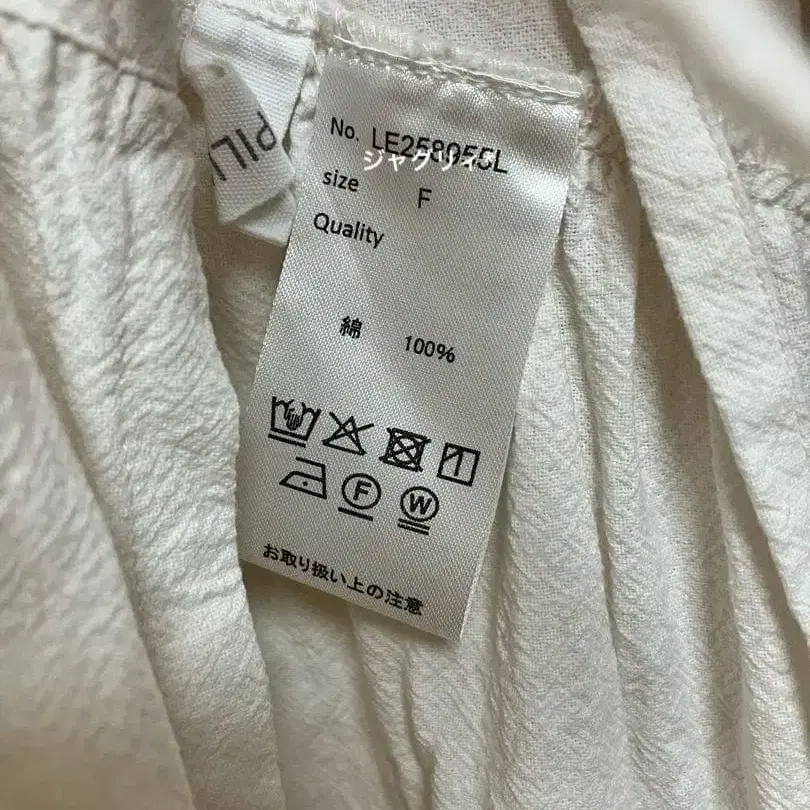 PIL
No. LE258955L
ジャグリィ
size F
Quality
綿 100%
F W
お取り扱い上の注意